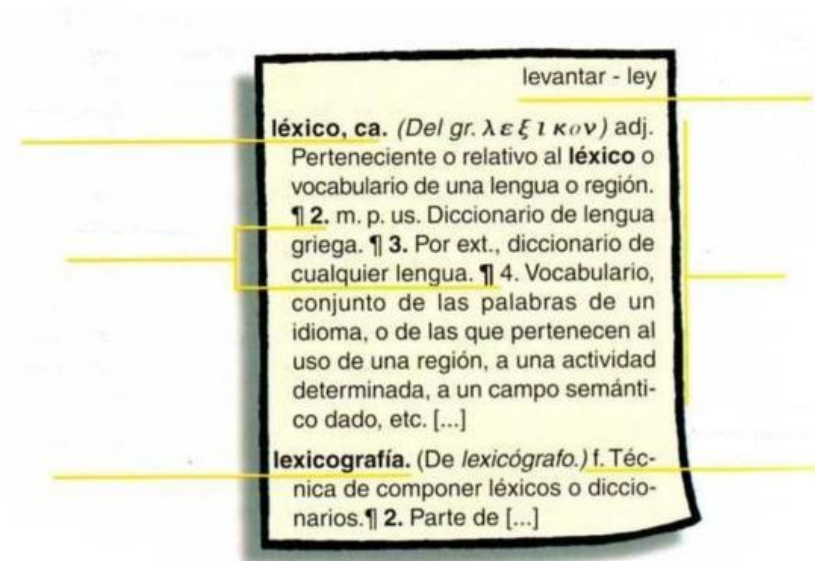 levantar - ley
léxico, ca. (Del gr. λ ε ξ ι κ ο ν) adj.
Perteneciente o relativo al léxico o
vocabulario de una lengua o región.
¶ 2. m. p. us. Diccionario de lengua
griega. ¶ 3. Por ext., diccionario de
cualquier lengua. ¶ 4. Vocabulario,
conjunto de las palabras de un
idioma, o de las que pertenecen al
uso de una región, a una actividad
determinada, a un campo semánti-
co dado, etc. [...]
lexicografía. (De lexicógrafo.) f. Téc-
nica de componer léxicos o diccio-
narios.¶ 2. Parte de [...]